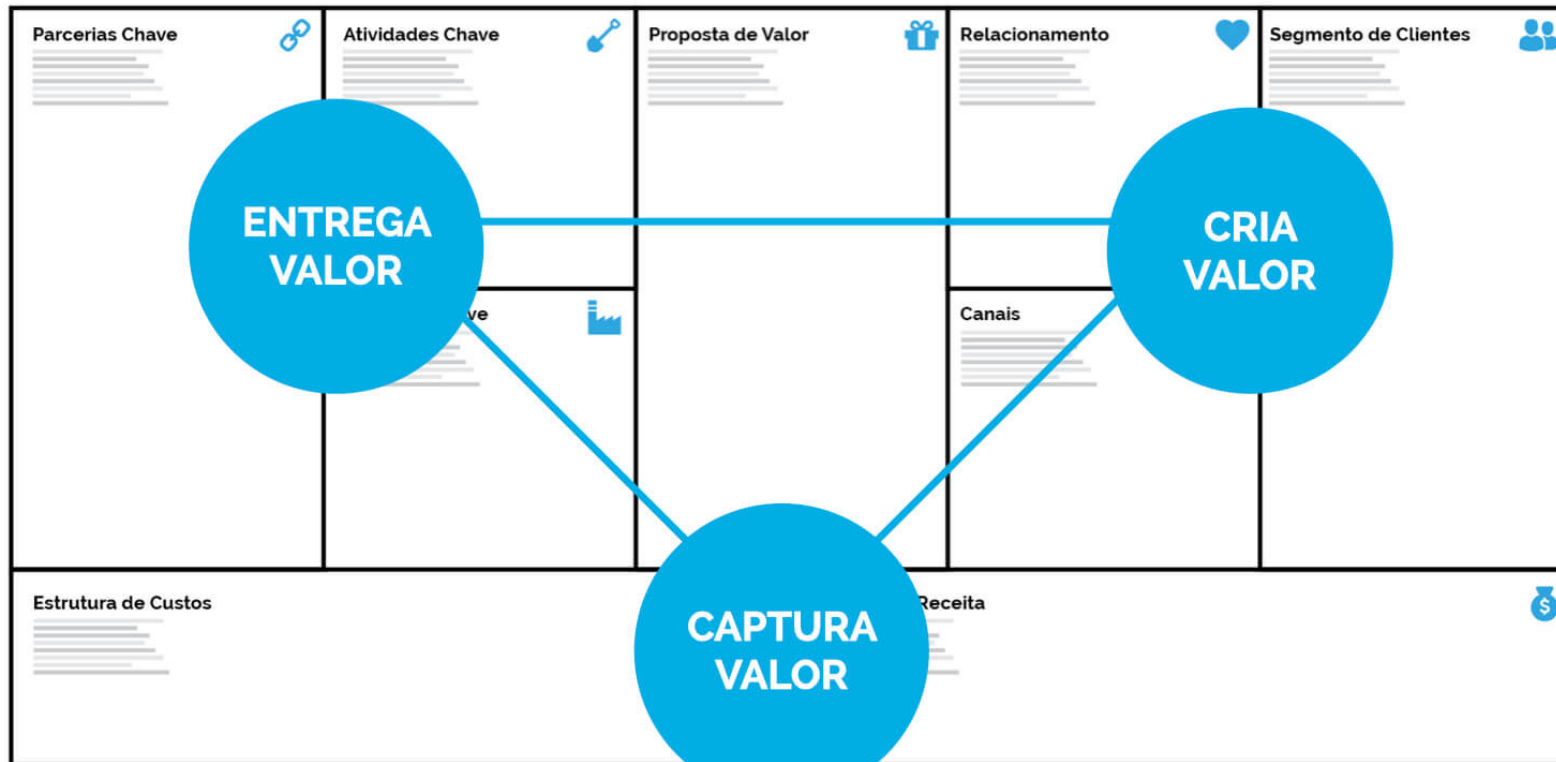 Parcerias Chave
Atividades Chave
Proposta de Valor
Relacionamento
Segmento de Clientes
ENTREGA
VALOR
CRIA
VALOR
Canais
Estrutura de Custos
Receita
$
CAPTURA
VALOR